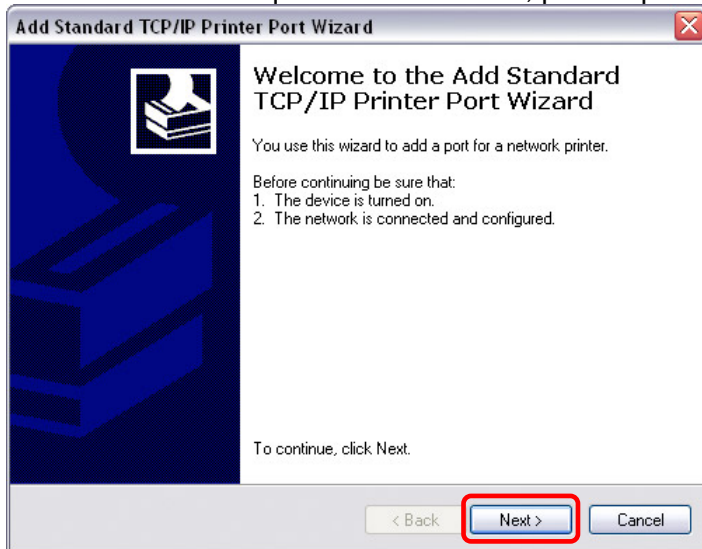 Add Standard TCP/IP Printer Port Wizard
Welcome to the Add Standard
TCP/IP Printer Port Wizard
You use this wizard to add a port for a network printer.
Before continuing be sure that:
1. The device is turned on.
2. The network is connected and configured.
To continue, click Next.
< Back
Next >
Cancel